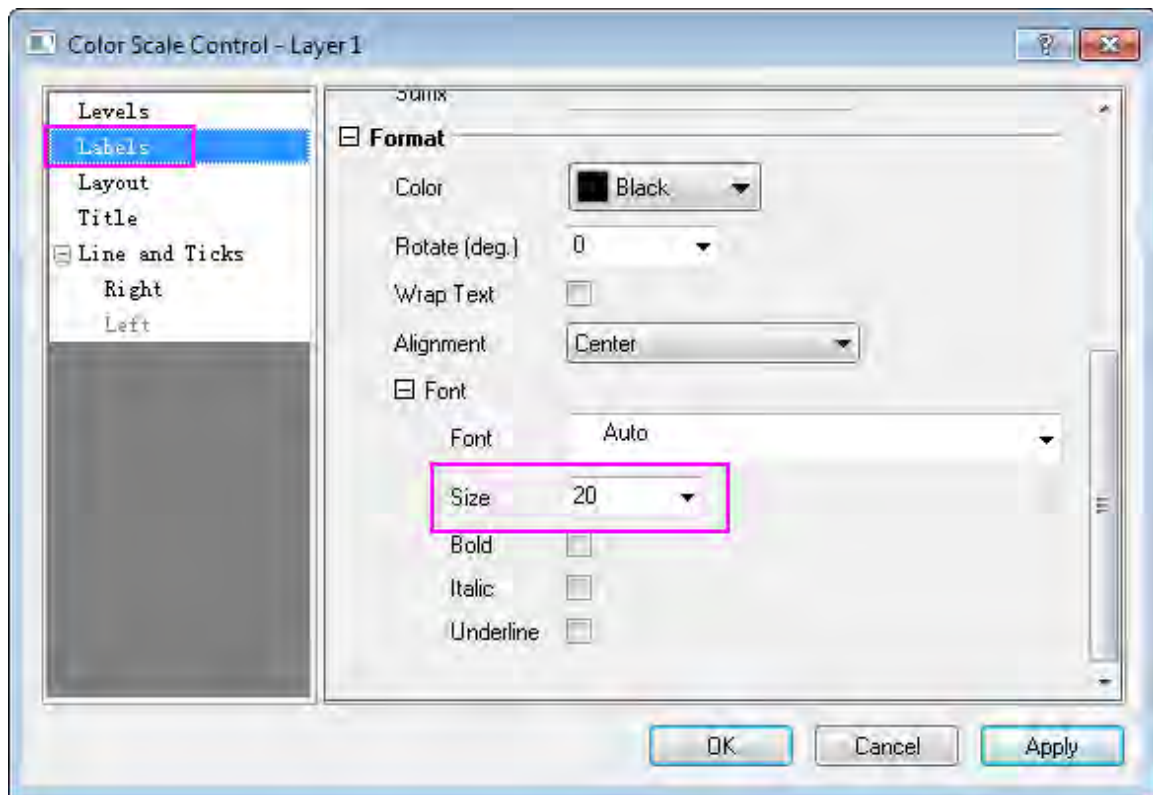 Color Scale Control - Layer 1
Levels
Labels
Layout
Title
Line and Ticks
Right
Left
Suffix
Format
Color Black
Rotate (deg.) 0
Wrap Text
Alignment Center
Font
Font Auto
Size 20
Bold
Italic
Underline
OK Cancel Apply